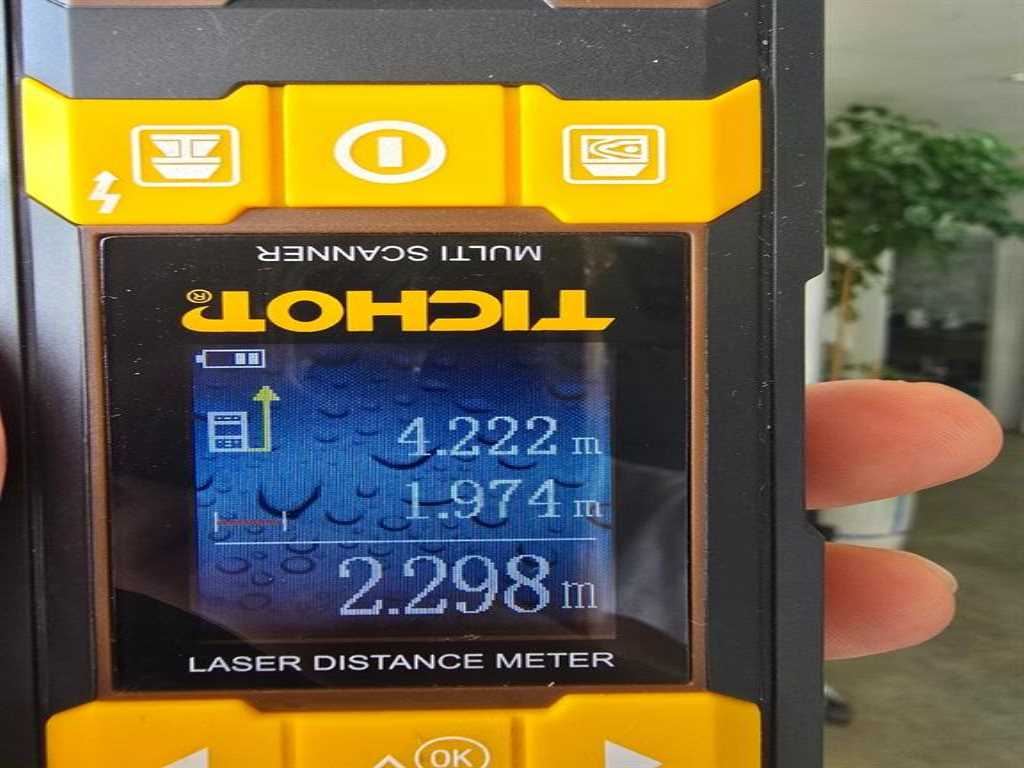 MULTI SCANNER
TICHOT®
4.222 m
1.974 m
2.298 m
LASER DISTANCE METER
OK